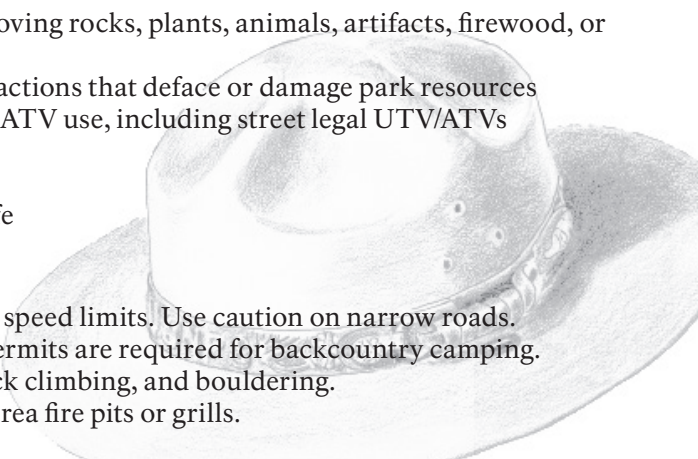 oving rocks, plants, animals, artifacts, firewood, or
actions that deface or damage park resources
ATV use, including street legal UTV/ATVs
fe
speed limits. Use caution on narrow roads.
ermits are required for backcountry camping.
ck climbing, and bouldering.
rea fire pits or grills.